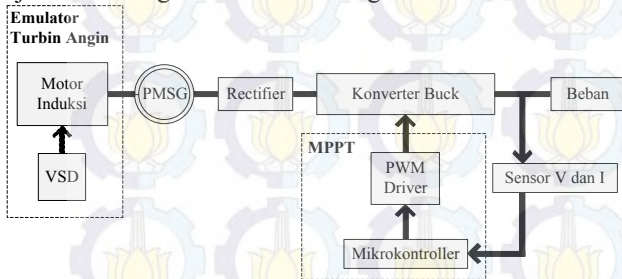 Emulator
Turbin Angin
Motor
Induksi
PMSG
Rectifier
Konverter Buck
Beban
VSD
MPPT
PWM
Driver
Sensor V dan I
Mikrokontroller